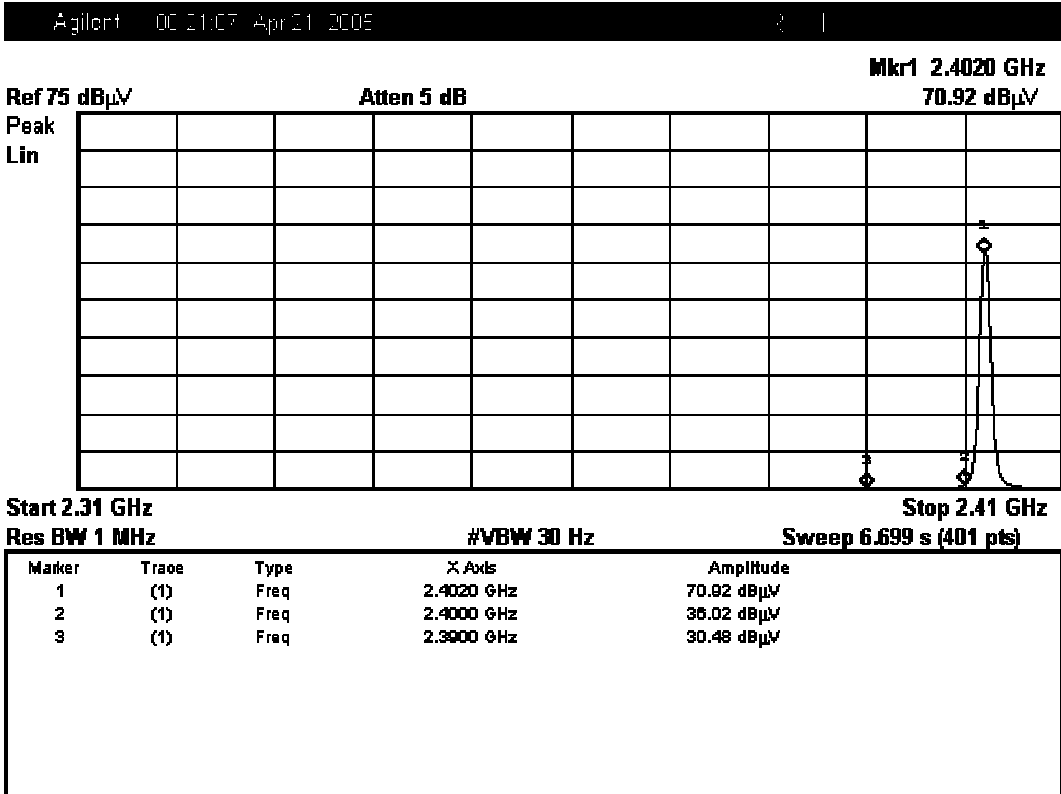 Agilent 00:21:07 Apr 21 2005
Mkr1 2.4020 GHz
Ref 75 dBµV Atten 5 dB 70.92 dBµV
Peak
Lin
1
3 2
Start 2.31 GHz Stop 2.41 GHz
Res BW 1 MHz #VBW 30 Hz Sweep 6.699 s (401 pts)
Marker Trace Type X Axis Amplitude
1 (1) Freq 2.4020 GHz 70.92 dBµV
2 (1) Freq 2.4000 GHz 36.02 dBµV
3 (1) Freq 2.3900 GHz 30.48 dBµV